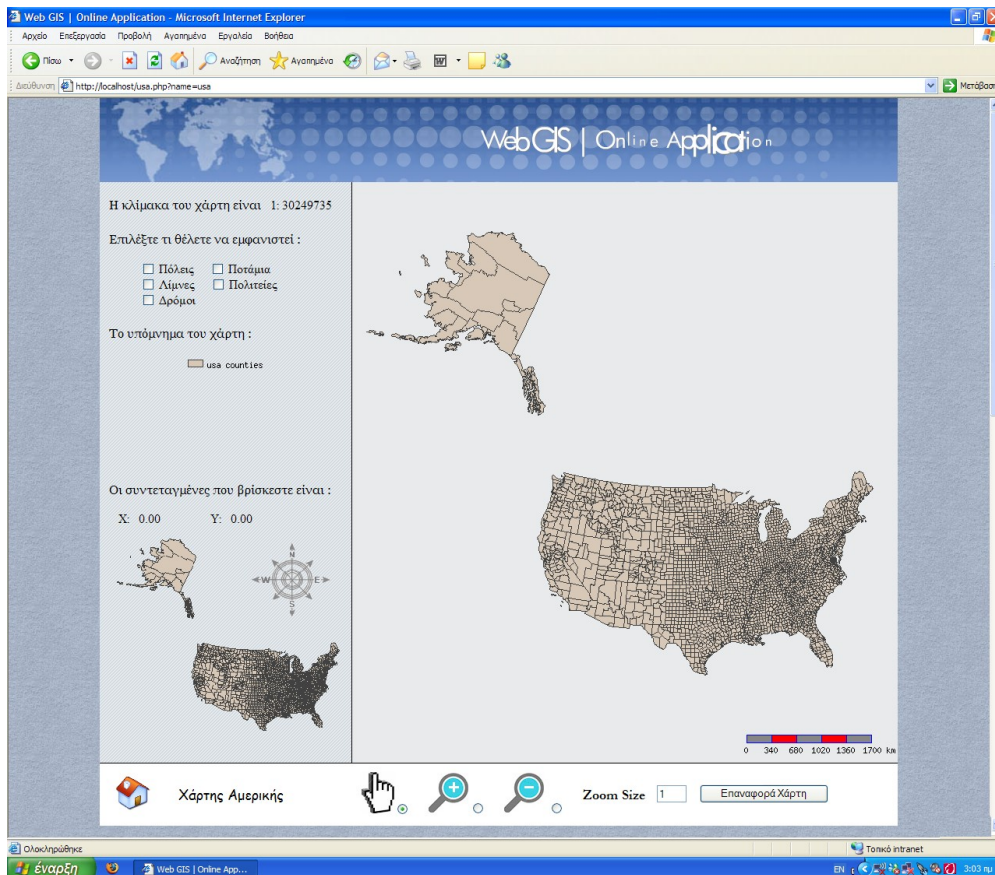 Web GIS | Online Application - Microsoft Internet Explorer
Αρχείο Επεξεργασία Προβολή Αγαπημένα Εργαλεία Βοήθεια
Πίσω Αναζήτηση Αγαπημένα
Διεύθυνση http://localhost/usa.php?name=usa Μετάβαση
Web GIS | Online Application
Η κλίμακα του χάρτη είναι 1: 30249735
Επιλέξτε τι θέλετε να εμφανιστεί :
Πόλεις Ποτάμια
Λίμνες Πολιτείες
Δρόμοι
Το υπόμνημα του χάρτη :
usa counties
Οι συντεταγμένες που βρίσκεστε είναι :
X: 0.00 Y: 0.00
N
W E
S
0 340 680 1020 1360 1700 km
Χάρτης Αμερικής Zoom Size 1 Επαναφορά Χάρτη
Ολοκληρώθηκε Τοπικό intranet
έναρξη Web GIS | Online App... EN 3:03 πμ